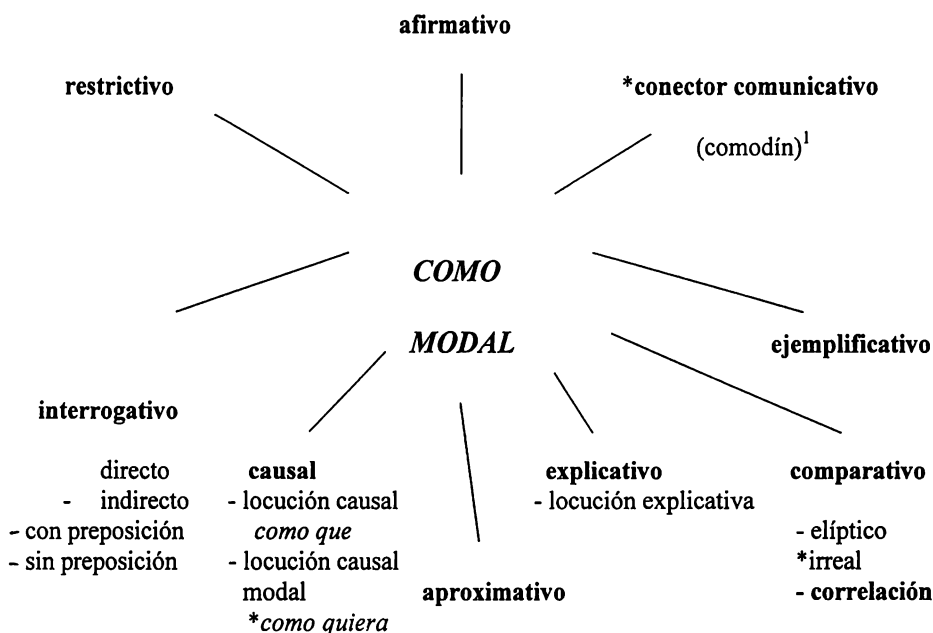 afirmativo
restrictivo
*conector comunicativo
(comodín)1
COMO
MODAL
ejemplificativo
interrogativo
directo
- indirecto
- con preposición
- sin preposición
causal
- locución causal
como que
- locución causal
modal
*como quiera
aproximativo
explicativo
- locución explicativa
comparativo
- elíptico
*irreal
- correlación